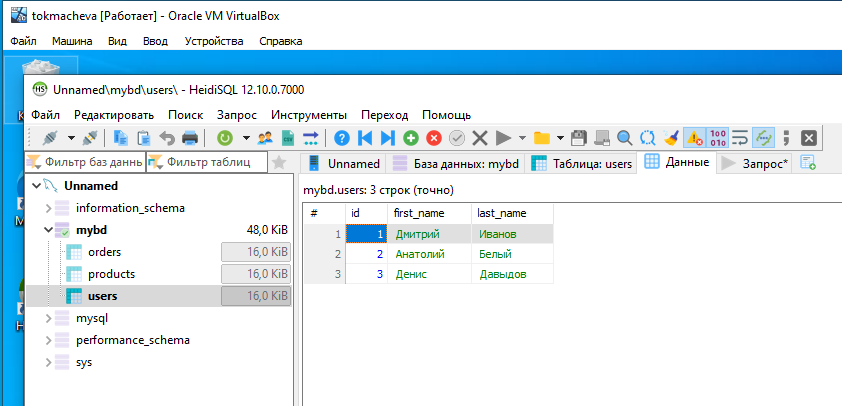 tokmacheva [Работает] - Oracle VM VirtualBox
Файл Машина Вид Ввод Устройства Справка
Unnamed\mybd\users\ - HeidiSQL 12.10.0.7000
Файл Редактировать Поиск Запрос Инструменты Переход Помощь
Фильтр баз данн Фильтр таблиц Unnamed База данных: mybd Таблица: users Данные Запрос*
Unnamed
mybd.users: 3 строк (точно)
information_schema
# id first_name last_name
mybd 48,0 KiB
1 1 Дмитрий Иванов
orders 16,0 KiB
2 2 Анатолий Белый
products 16,0 KiB
3 3 Денис Давыдов
users 16,0 KiB
mysql
performance_schema
sys